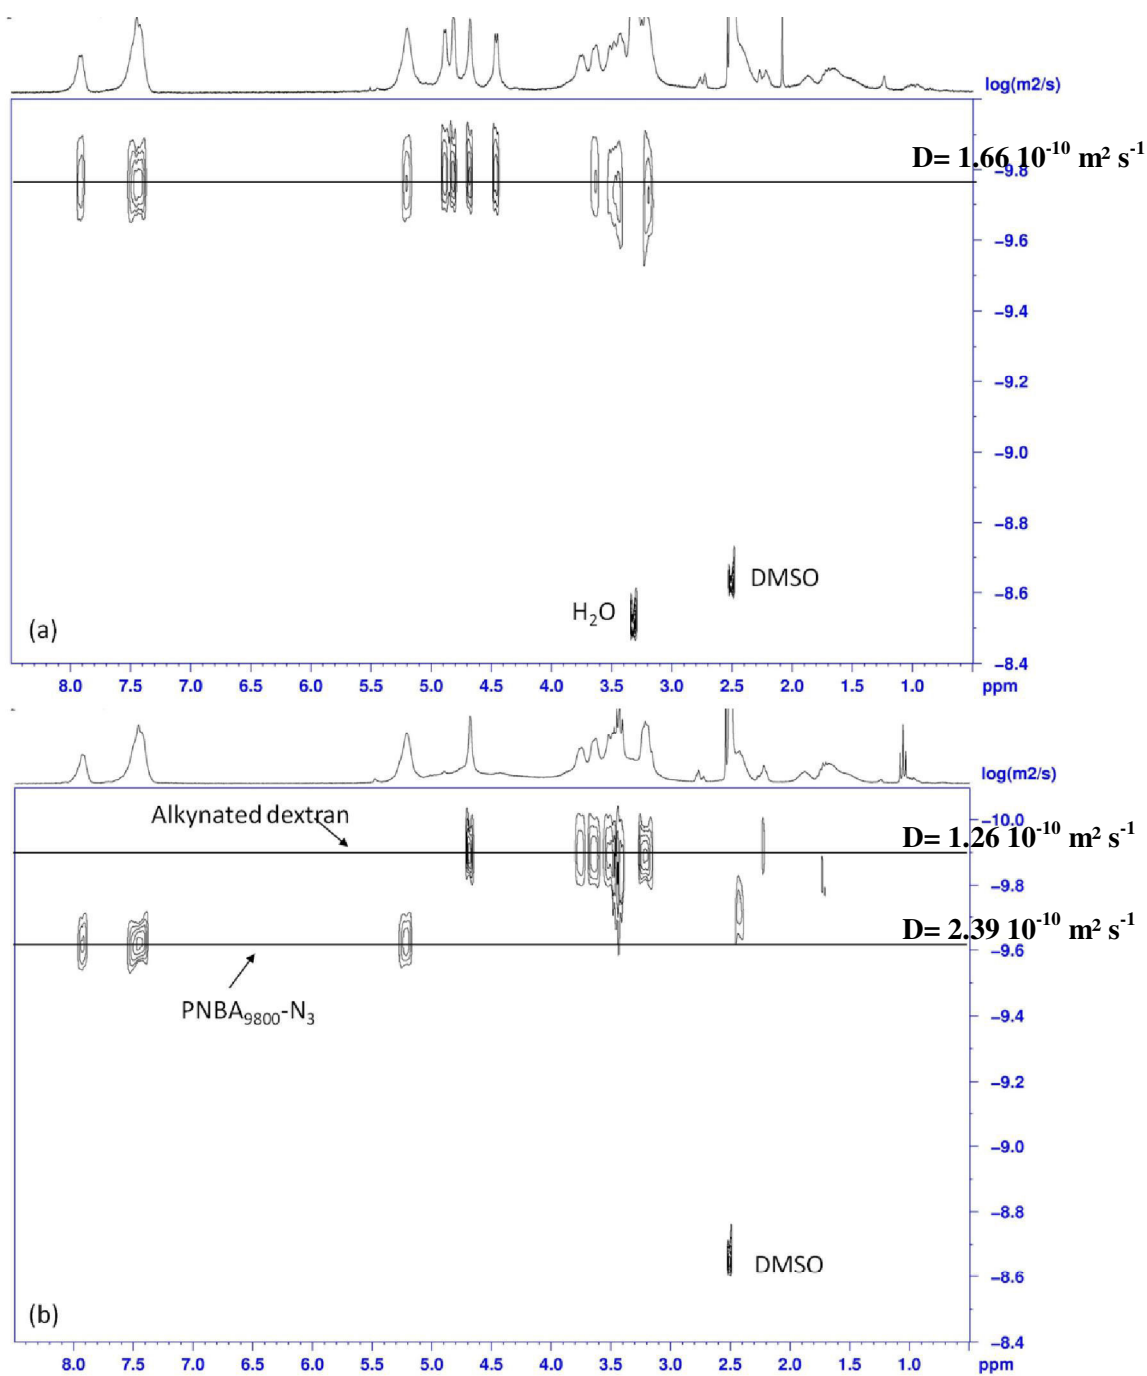 log(m2/s)
D= 1.66 10⁻¹⁰ m² s⁻¹
−9.8
−9.6
−9.4
−9.2
−9.0
−8.8
DMSO
−8.6
H₂O
(a)
−8.4
8.0 7.5 7.0 6.5 6.0 5.5 5.0 4.5 4.0 3.5 3.0 2.5 2.0 1.5 1.0 ppm
log(m2/s)
Alkynated dextran
−10.0
D= 1.26 10⁻¹⁰ m² s⁻¹
−9.8
D= 2.39 10⁻¹⁰ m² s⁻¹
−9.6
PNBA₉₈₀₀-N₃
−9.4
−9.2
−9.0
−8.8
DMSO
−8.6
(b)
−8.4
8.0 7.5 7.0 6.5 6.0 5.5 5.0 4.5 4.0 3.5 3.0 2.5 2.0 1.5 1.0 ppm